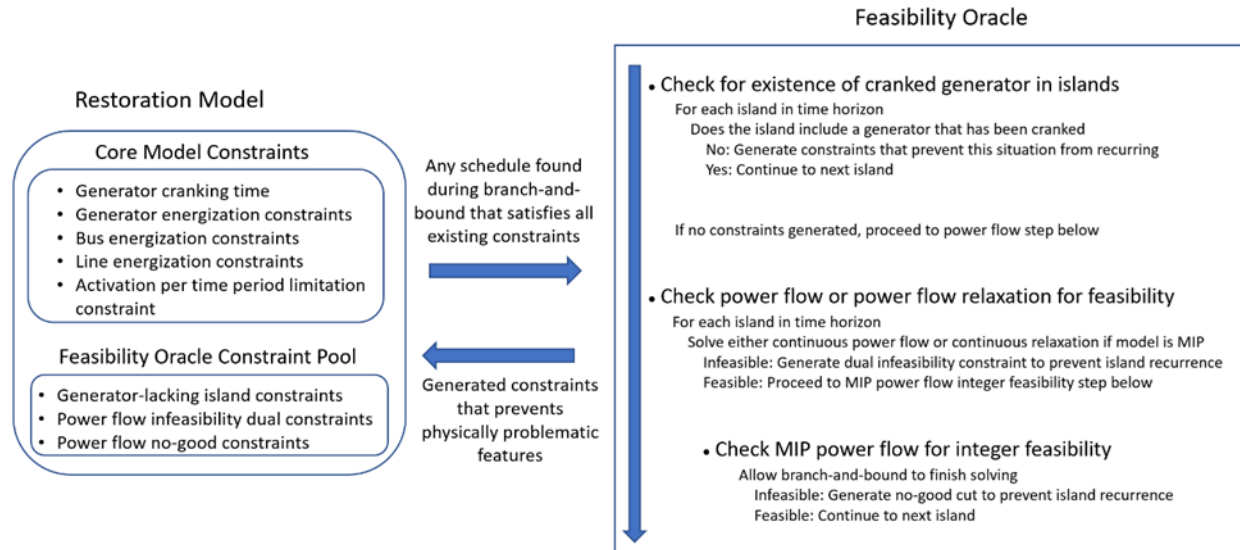 Restoration Model
Core Model Constraints
• Generator cranking time
• Generator energization constraints
• Bus energization constraints
• Line energization constraints
• Activation per time period limitation
constraint
Feasibility Oracle Constraint Pool
• Generator-lacking island constraints
• Power flow infeasibility dual constraints
• Power flow no-good constraints
Any schedule found
during branch-and-
bound that satisfies all
existing constraints
Generated constraints
that prevents
physically problematic
features
Feasibility Oracle
• Check for existence of cranked generator in islands
For each island in time horizon
Does the island include a generator that has been cranked
No: Generate constraints that prevent this situation from recurring
Yes: Continue to next island
If no constraints generated, proceed to power flow step below
• Check power flow or power flow relaxation for feasibility
For each island in time horizon
Solve either continuous power flow or continuous relaxation if model is MIP
Infeasible: Generate dual infeasibility constraint to prevent island recurrence
Feasible: Proceed to MIP power flow integer feasibility step below
• Check MIP power flow for integer feasibility
Allow branch-and-bound to finish solving
Infeasible: Generate no-good cut to prevent island recurrence
Feasible: Continue to next island